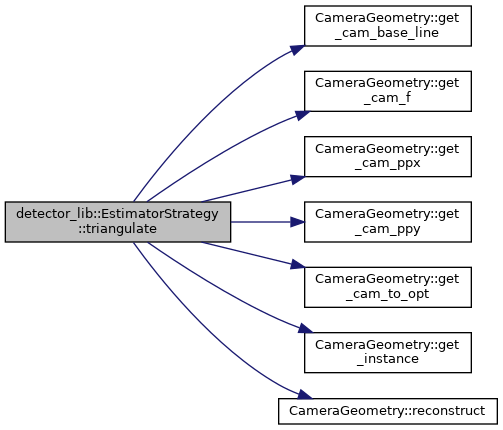 CameraGeometry::get
_cam_base_line
CameraGeometry::get
_cam_f
CameraGeometry::get
_cam_ppx
detector_lib::EstimatorStrategy
::triangulate
CameraGeometry::get
_cam_ppy
CameraGeometry::get
_cam_to_opt
CameraGeometry::get
_instance
CameraGeometry::reconstruct